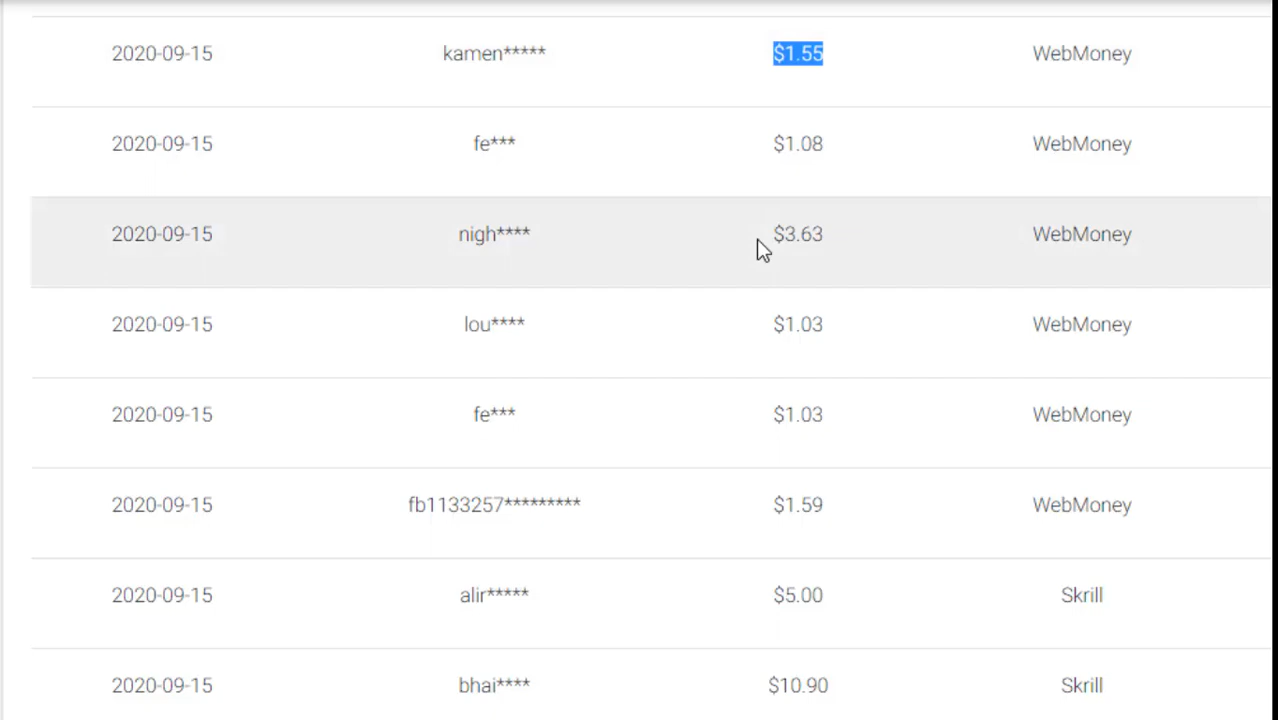 2020-09-15 kamen***** $1.55 WebMoney
2020-09-15 fe*** $1.08 WebMoney
2020-09-15 nigh**** $3.63 WebMoney
2020-09-15 lou**** $1.03 WebMoney
2020-09-15 fe*** $1.03 WebMoney
2020-09-15 fb1133257********* $1.59 WebMoney
2020-09-15 alir***** $5.00 Skrill
2020-09-15 bhai**** $10.90 Skrill